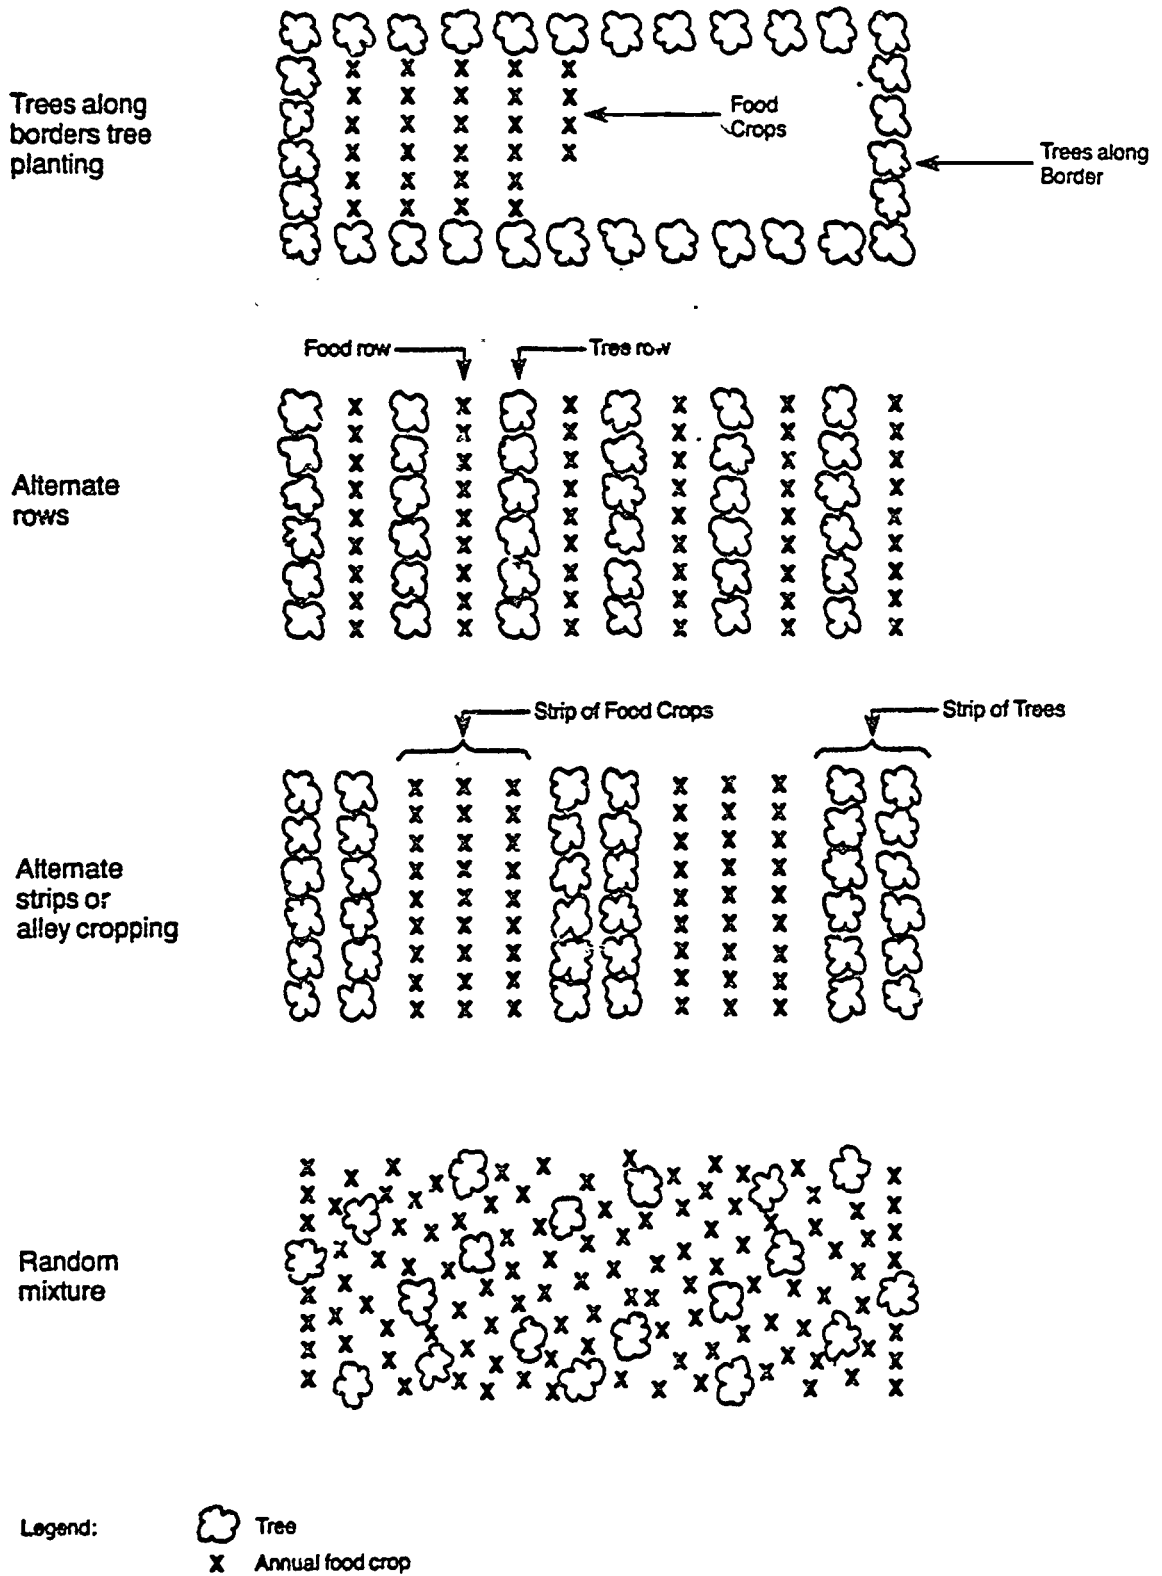 Trees along
borders tree
planting
Food
Crops
Trees along
Border
Food row
Tree row
Alternate
rows
Strip of Food Crops
Strip of Trees
Alternate
strips or
alley cropping
Random
mixture
Legend:
Tree
X Annual food crop